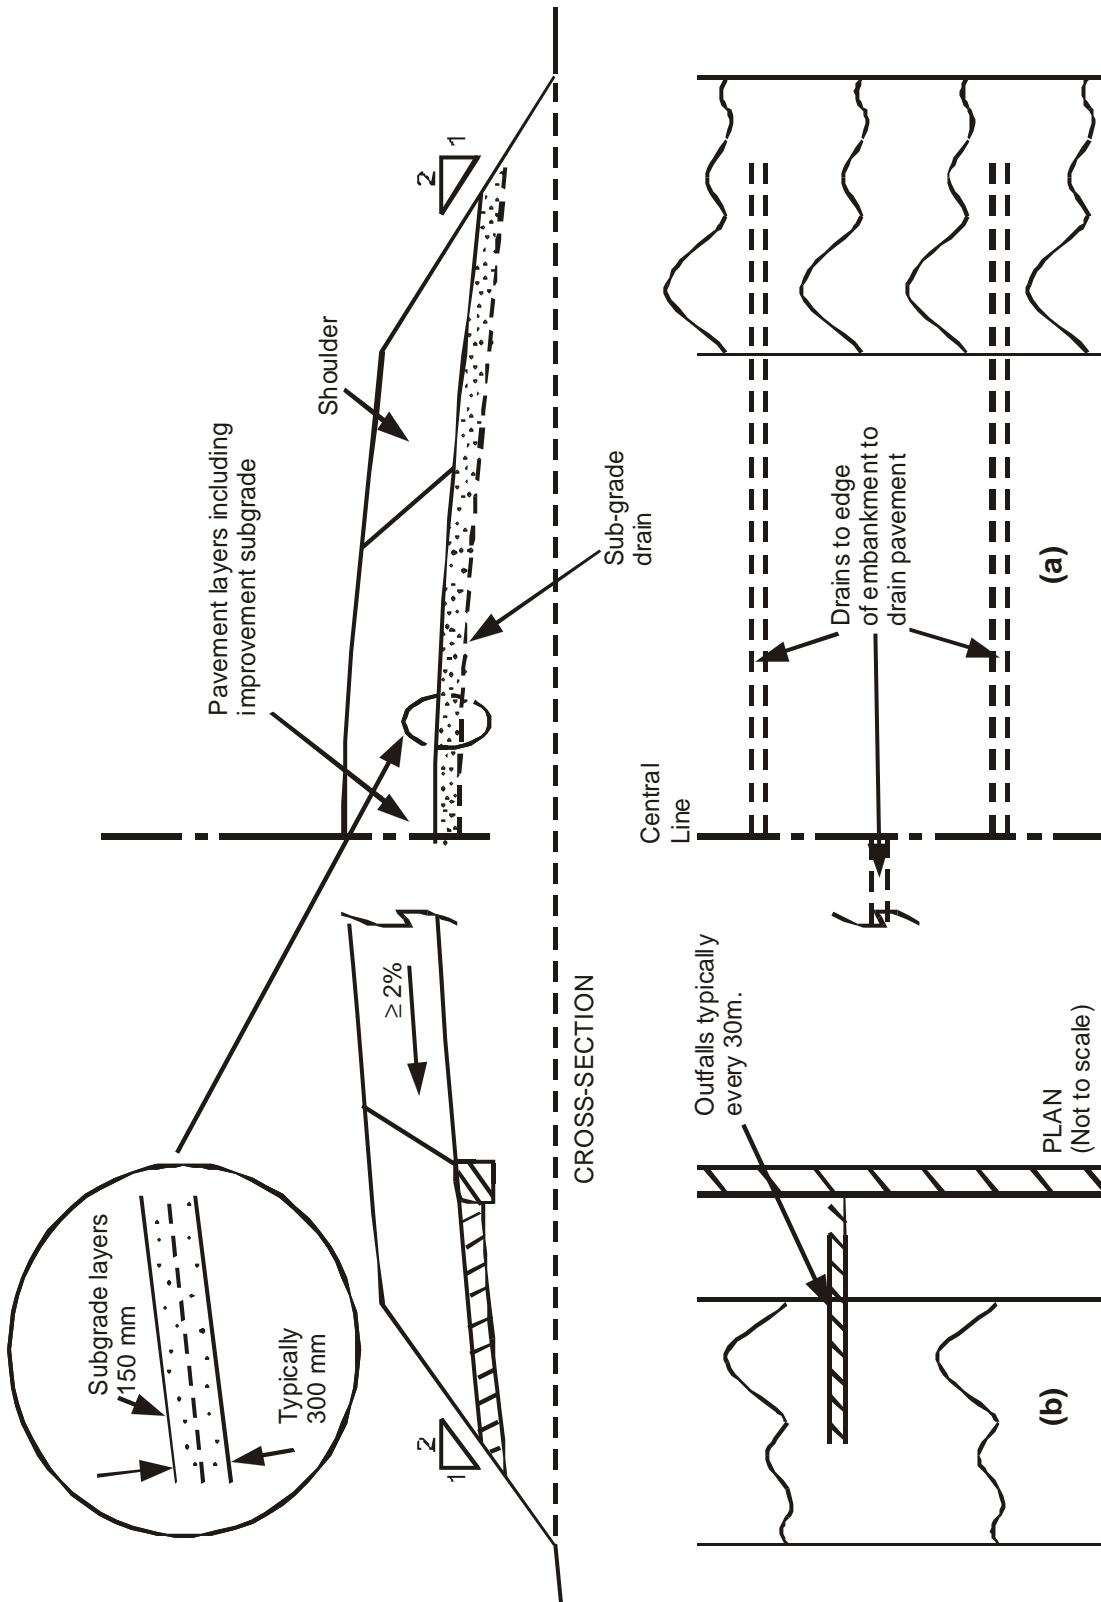 Subgrade layers
150 mm
Typically
300 mm
Pavement layers including
improvement subgrade
Shoulder
2
1
2
1
≥ 2%
Sub-grade
drain
CROSS-SECTION
Central
Line
Outfalls typically
every 30m.
Drains to edge
of embankment to
drain pavement
(b)
PLAN
(Not to scale)
(a)